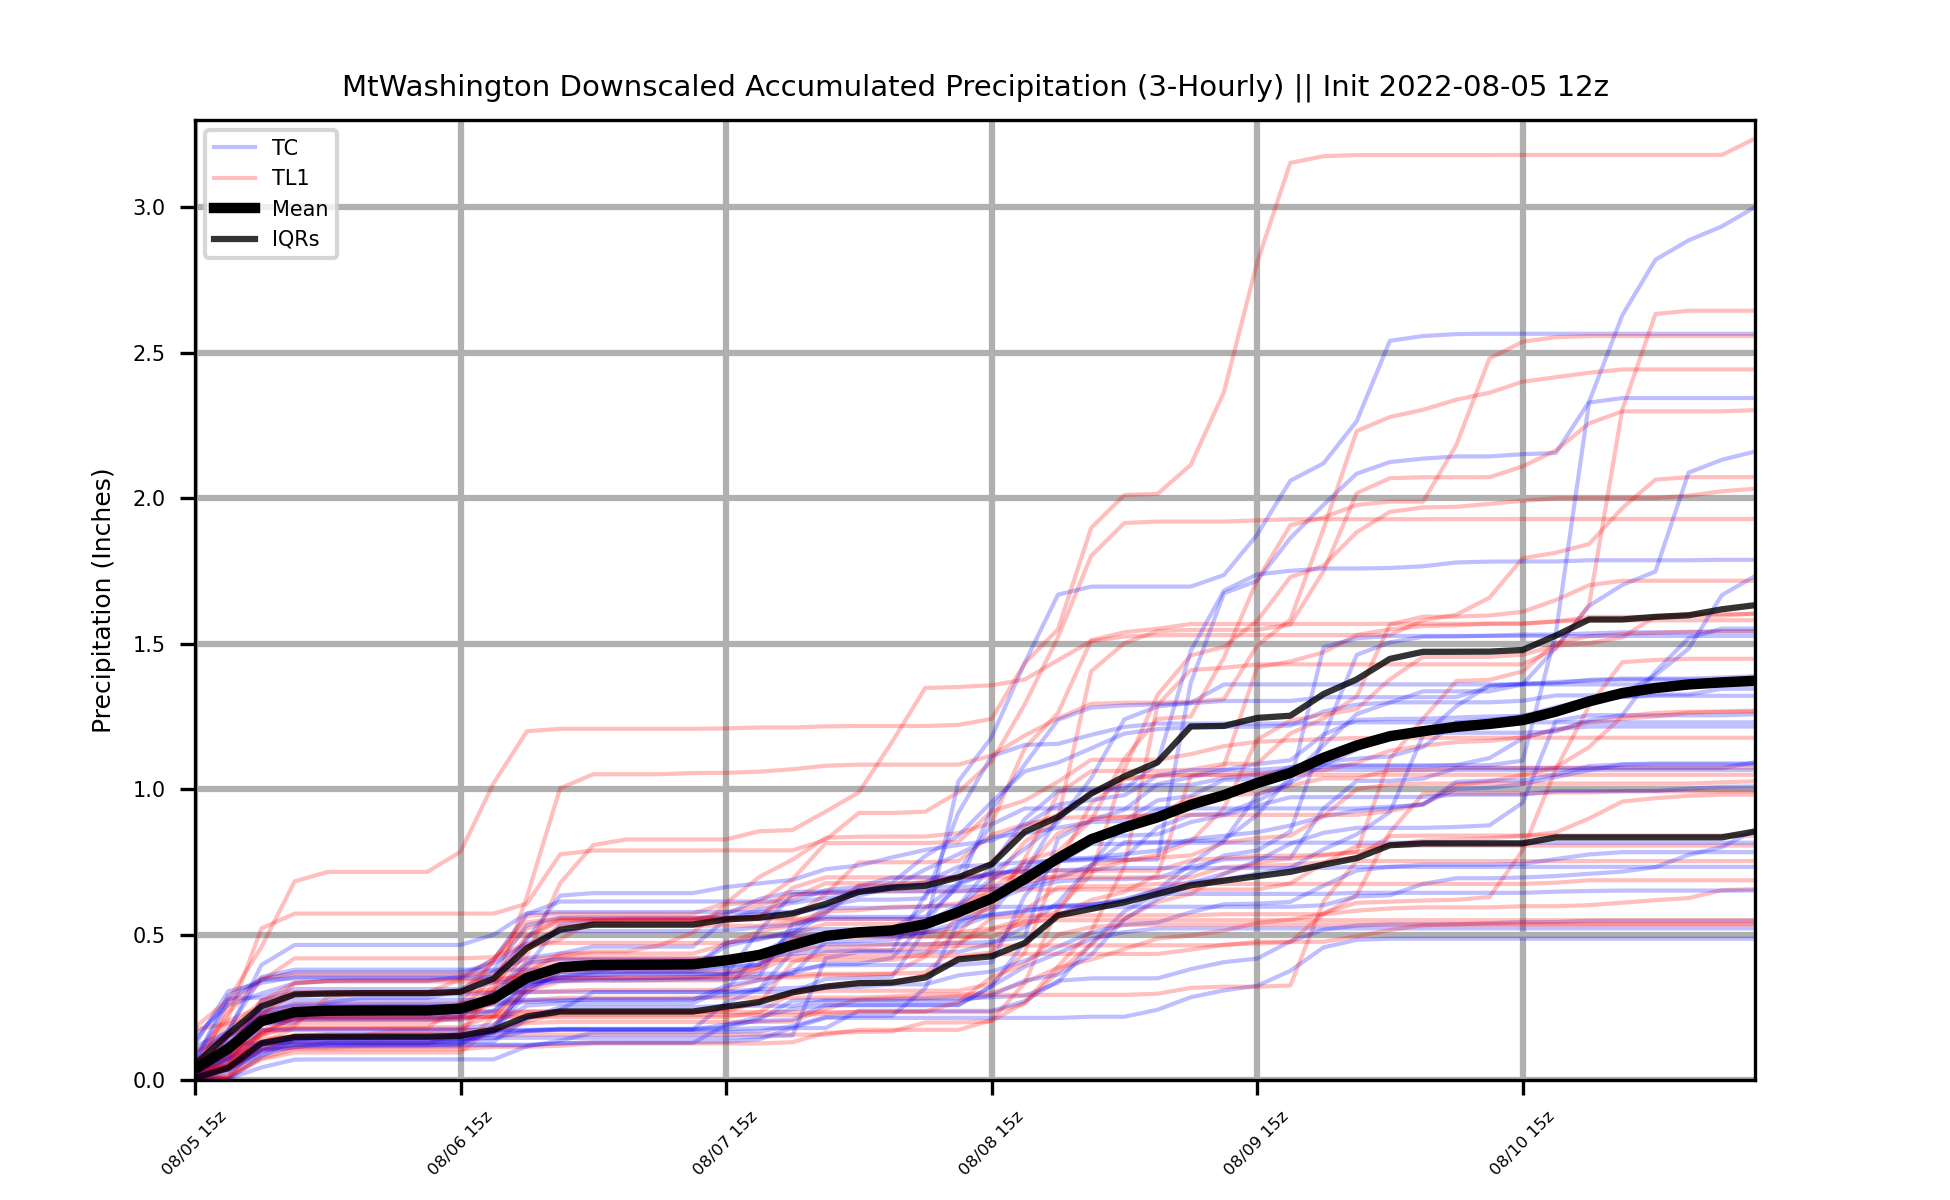 MtWashington Downscaled Accumulated Precipitation (3-Hourly) || Init 2022-08-05 12z
TC
TL1
Mean
IQRs
Precipitation (Inches)
3.0
2.5
2.0
1.5
1.0
0.5
0.0
08/05 15z
08/06 15z
08/07 15z
08/08 15z
08/09 15z
08/10 15z